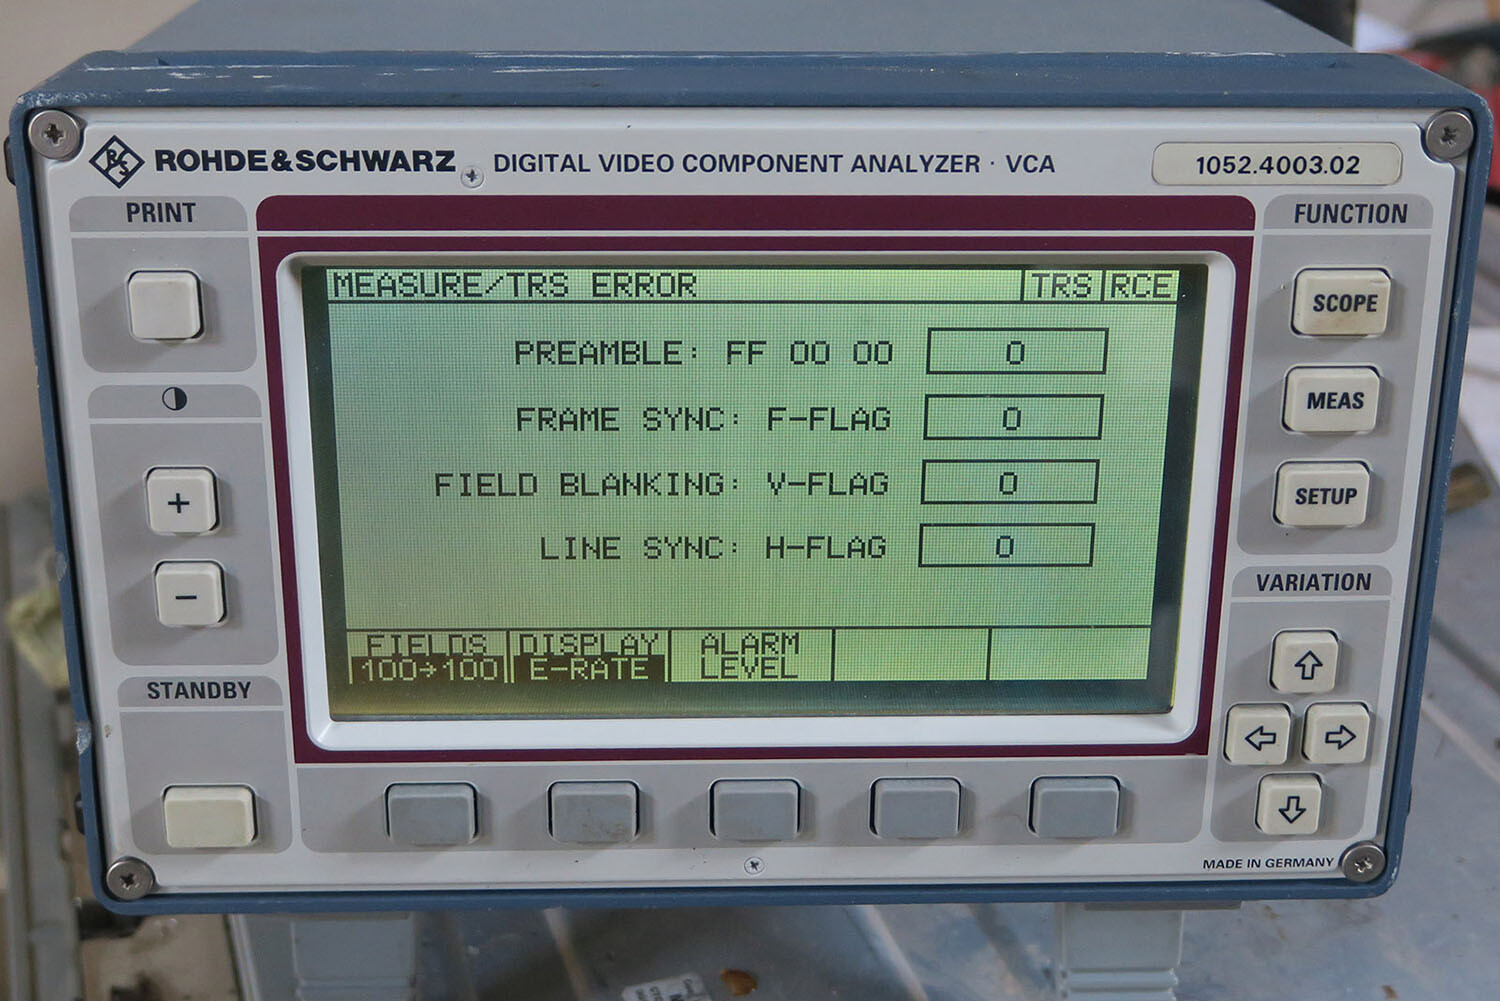 ROHDE&SCHWARZ DIGITAL VIDEO COMPONENT ANALYZER · VCA 1052.4003.02
PRINT
FUNCTION
MEASURE/TRS ERROR TRS RCE
PREAMBLE: FF 00 00 0
FRAME SYNC: F-FLAG 0
FIELD BLANKING: V-FLAG 0
LINE SYNC: H-FLAG 0
FIELDS DISPLAY ALARM
100→100 E-RATE LEVEL
SCOPE
MEAS
SETUP
+
−
STANDBY
VARIATION
MADE IN GERMANY